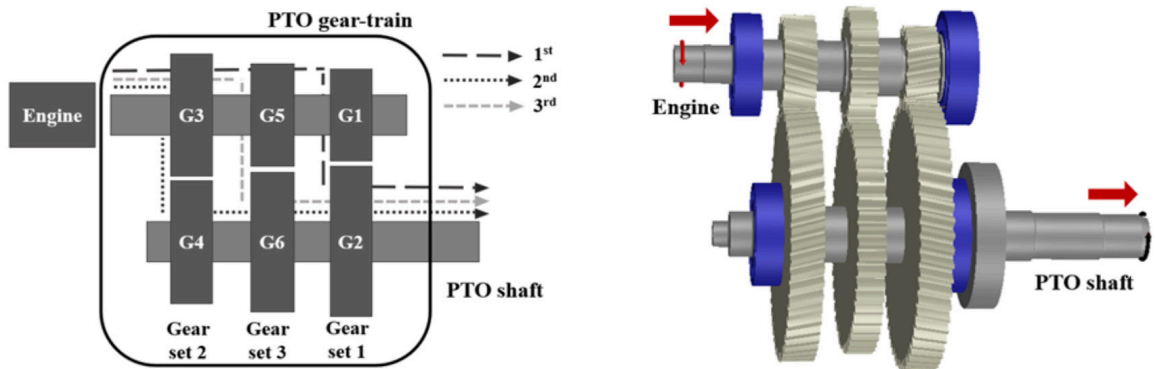 PTO gear-train
1st
2nd
3rd
Engine
G3
G5
G1
G4
G6
G2
PTO shaft
Gear
set 2
Gear
set 3
Gear
set 1
Engine
PTO shaft